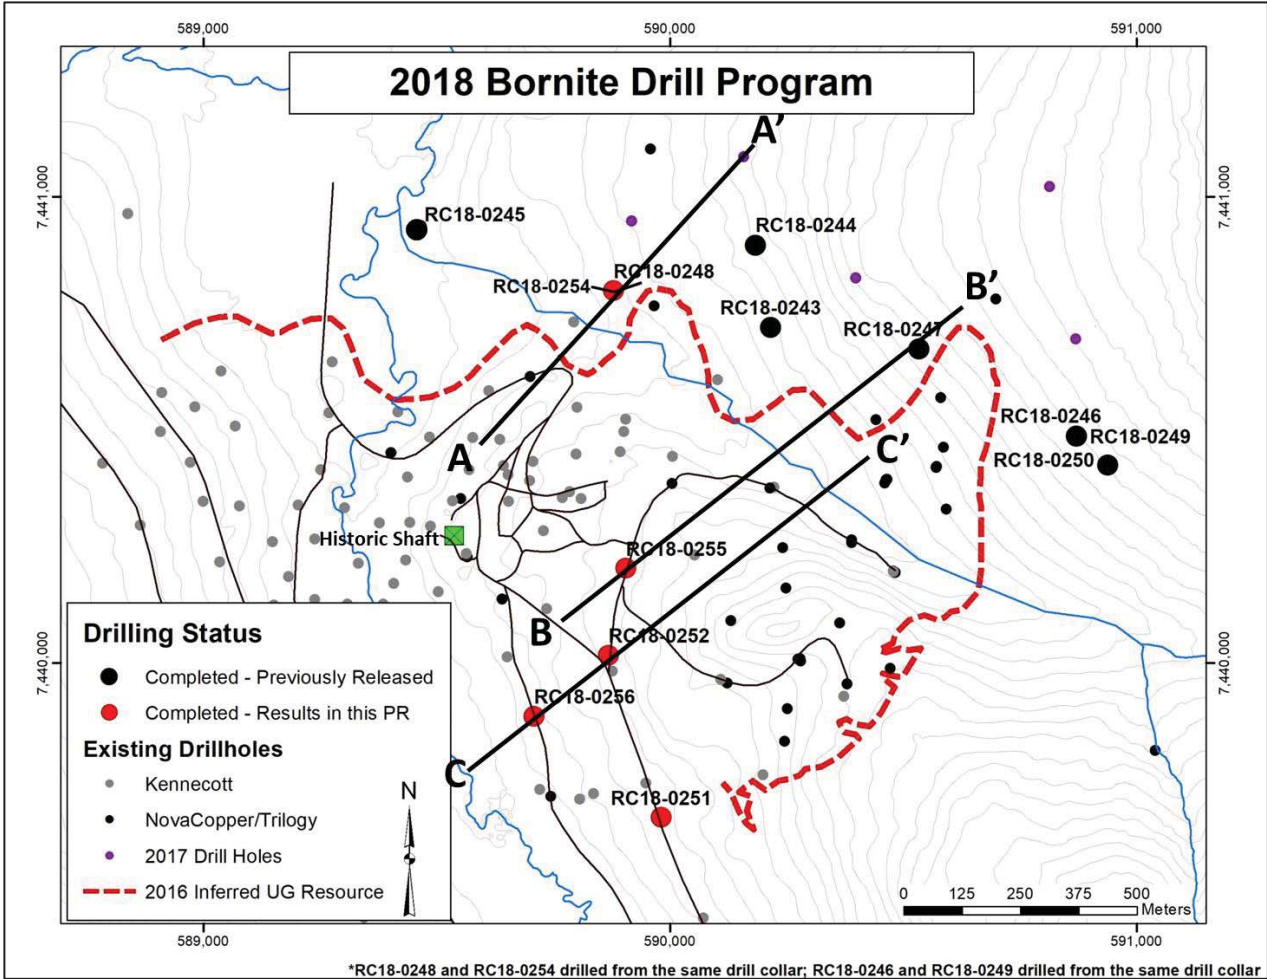 589,000
590,000
591,000
2018 Bornite Drill Program
A'
7,441,000
7,441,000
RC18-0245
RC18-0244
RC18-0248
RC18-0254
B'
RC18-0243
RC18-0247
RC18-0246
RC18-0249
C'
RC18-0250
A
Historic Shaft
RC18-0255
B
RC18-0252
7,440,000
7,440,000
RC18-0256
C
RC18-0251
Drilling Status
Completed - Previously Released
Completed - Results in this PR
Existing Drillholes
Kennecott
NovaCopper/Trilogy
2017 Drill Holes
2016 Inferred UG Resource
N
0 125 250 375 500
Meters
589,000
590,000
591,000
*RC18-0248 and RC18-0254 drilled from the same drill collar; RC18-0246 and RC18-0249 drilled from the same drill collar